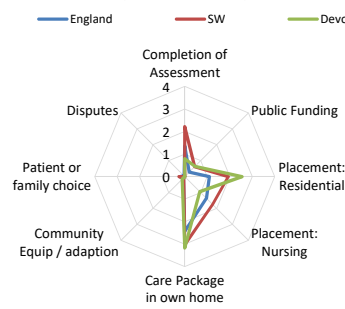 England SW Devo
Completion of
Assessment
4
3
2
1
0
Disputes
Public Funding
Patient or
family choice
Placement:
Residential
Community
Equip / adaption
Placement:
Nursing
Care Package
in own home